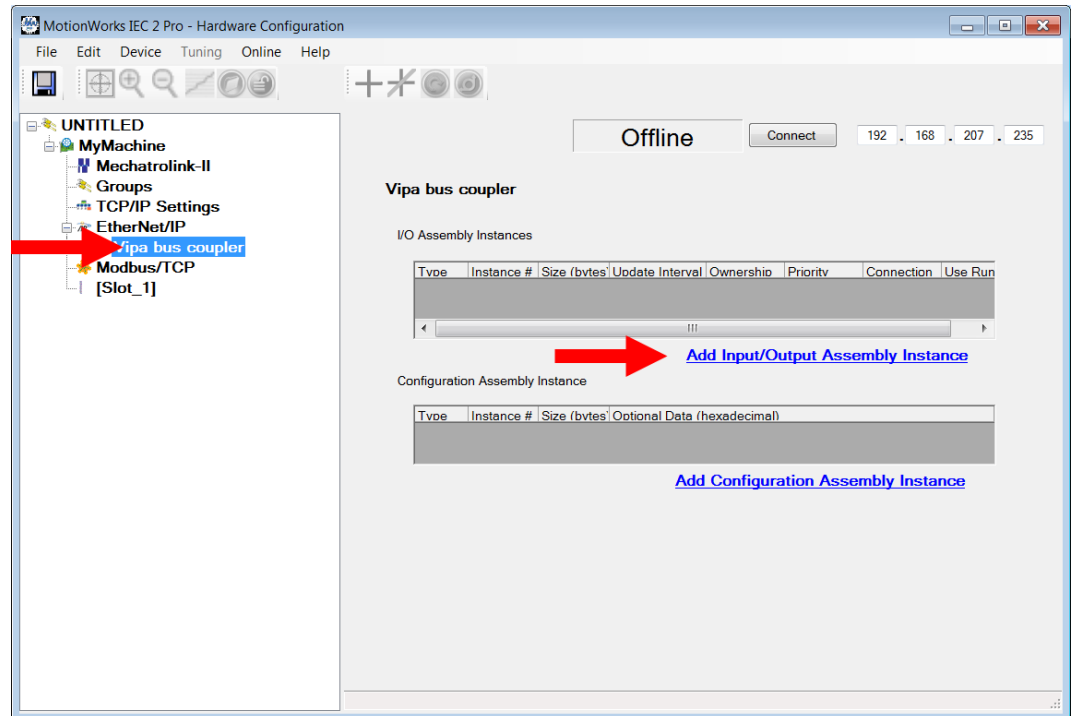 MotionWorks IEC 2 Pro - Hardware Configuration
File Edit Device Tuning Online Help
UNTITLED
MyMachine
Mechatrolink-II
Groups
TCP/IP Settings
EtherNet/IP
Vipa bus coupler
Modbus/TCP
[Slot_1]
Offline Connect 192 . 168 . 207 . 235
Vipa bus coupler
I/O Assembly Instances
Type Instance # Size (bytes) Update Interval Ownership Priority Connection Use Run
Add Input/Output Assembly Instance
Configuration Assembly Instance
Type Instance # Size (bytes) Optional Data (hexadecimal)
Add Configuration Assembly Instance